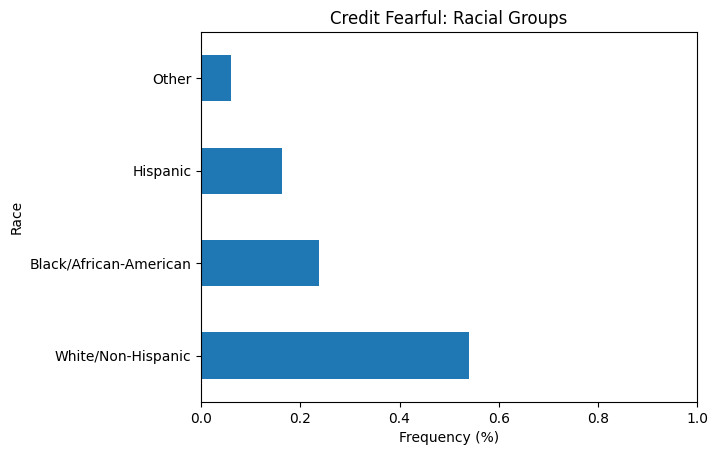 Credit Fearful: Racial Groups
Other
Hispanic
Black/African-American
White/Non-Hispanic
Race
0.0 0.2 0.4 0.6 0.8 1.0
Frequency (%)